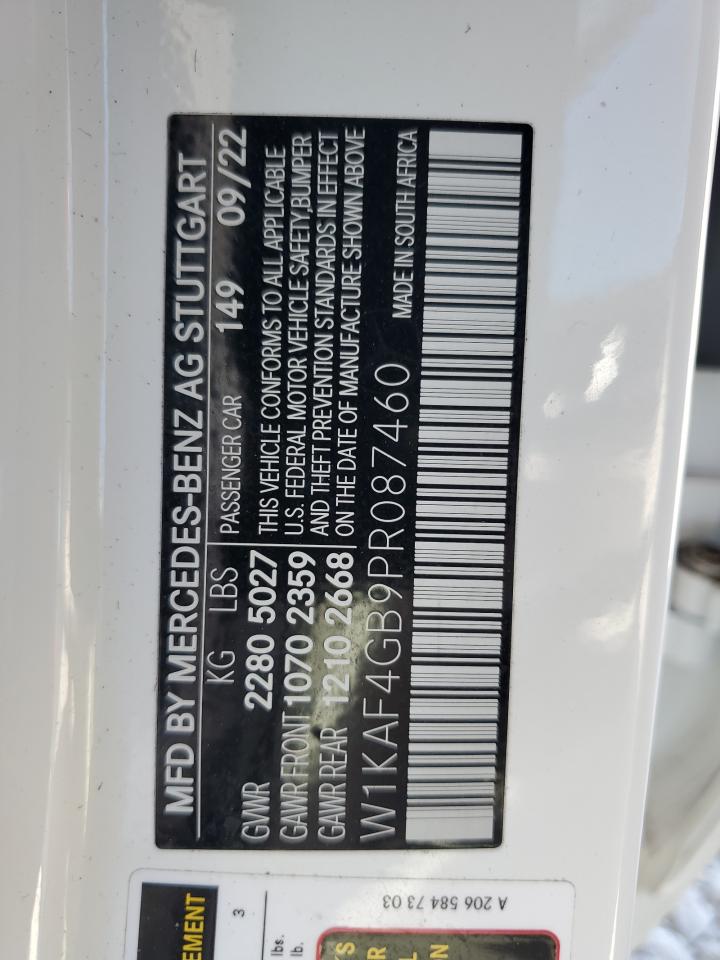 MFD BY MERCEDES-BENZ AG STUTTGART
KG LBS PASSENGER CAR 149 09/22
GVWR 2280 5027 THIS VEHICLE CONFORMS TO ALL APPLICABLE
GAWR FRONT 1070 2359 U.S. FEDERAL MOTOR VEHICLE SAFETY,BUMPER
GAWR REAR 1210 2668 AND THEFT PREVENTION STANDARDS IN EFFECT
ON THE DATE OF MANUFACTURE SHOWN ABOVE
W1KAF4GB9PR087460 MADE IN SOUTH AFRICA
A 206 584 73 03
3
lbs.
lb.